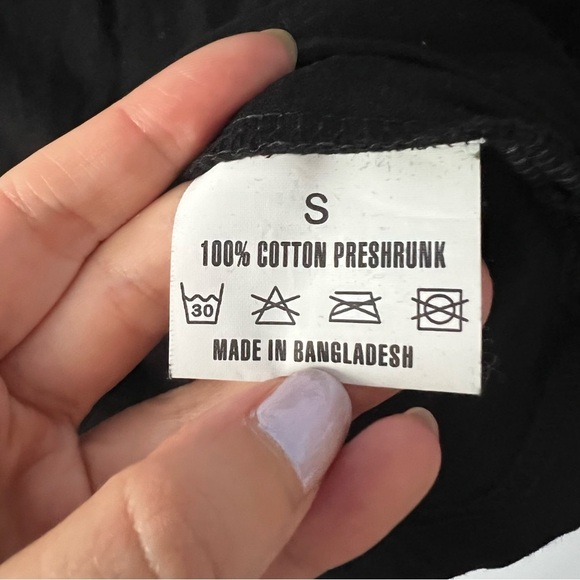 S
100% COTTON PRESHRUNK
30
MADE IN BANGLADESH